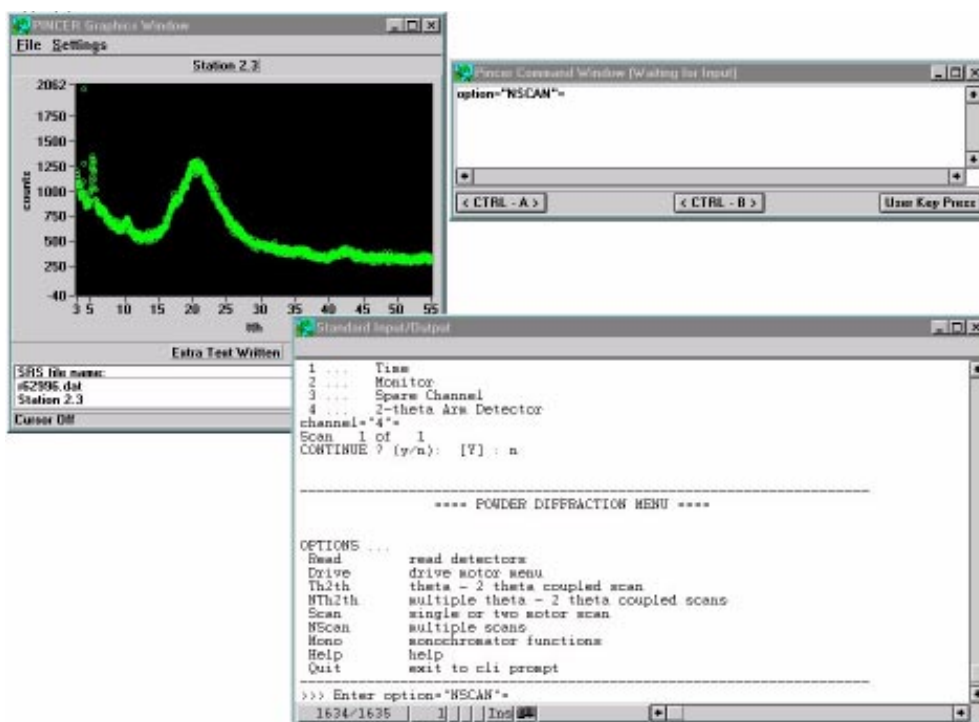 PINCER Graphics Window
File Settings
Station 2.3
2062
1750
1500
1250
1000
750
500
250
-40
counts
3 5 10 15 20 25 30 35 40 45 50 55
tth
Extra Text Written
SRS file name:
r62996.dat
Station 2.3
Cursor Off
Pincer Command Window (Waiting for Input)
option="NSCAN"=
< CTRL - A >
< CTRL - B >
User Key Press
Standard Input/Output
1 ... Time
2 ... Monitor
3 ... Spare Channel
4 ... 2-theta Arm Detector
channel="4"=
Scan 1 of 1
CONTINUE ? (y/n): [Y] : n
==== POWDER DIFFRACTION MENU ====
OPTIONS ...
Read read detectors
Drive drive motor menu
Th2th theta - 2 theta coupled scan
NTh2th multiple theta - 2 theta coupled scans
Scan single or two motor scan
NScan multiple scans
Mono monochromator functions
Help help
Quit exit to cli prompt
>>> Enter option="NSCAN"=
1634/1635 1 Ins